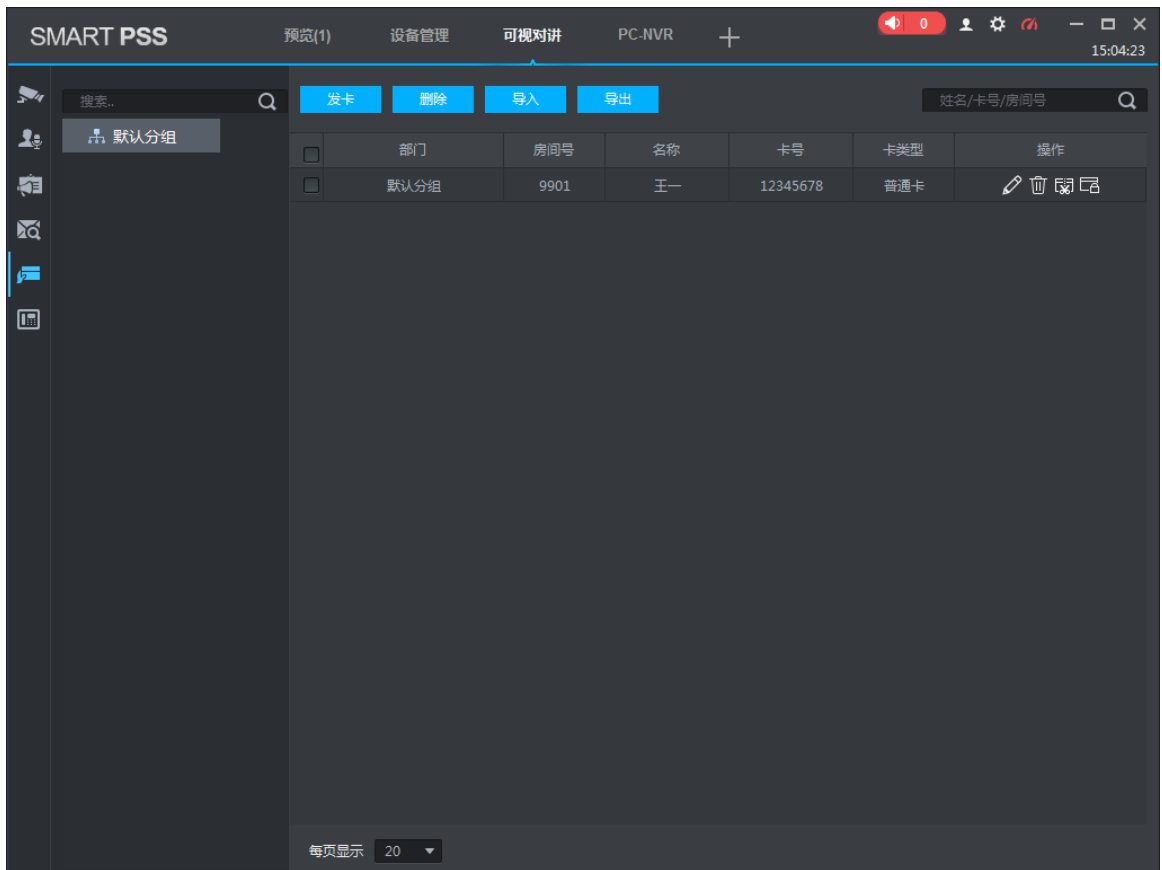 SMART PSS
预览(1) 设备管理 可视对讲 PC-NVR 0
15:04:23
搜索.. 发卡 删除 导入 导出 姓名/卡号/房间号
默认分组
部门 房间号 名称 卡号 卡类型 操作
默认分组 9901 王一 12345678 普通卡
每页显示 20